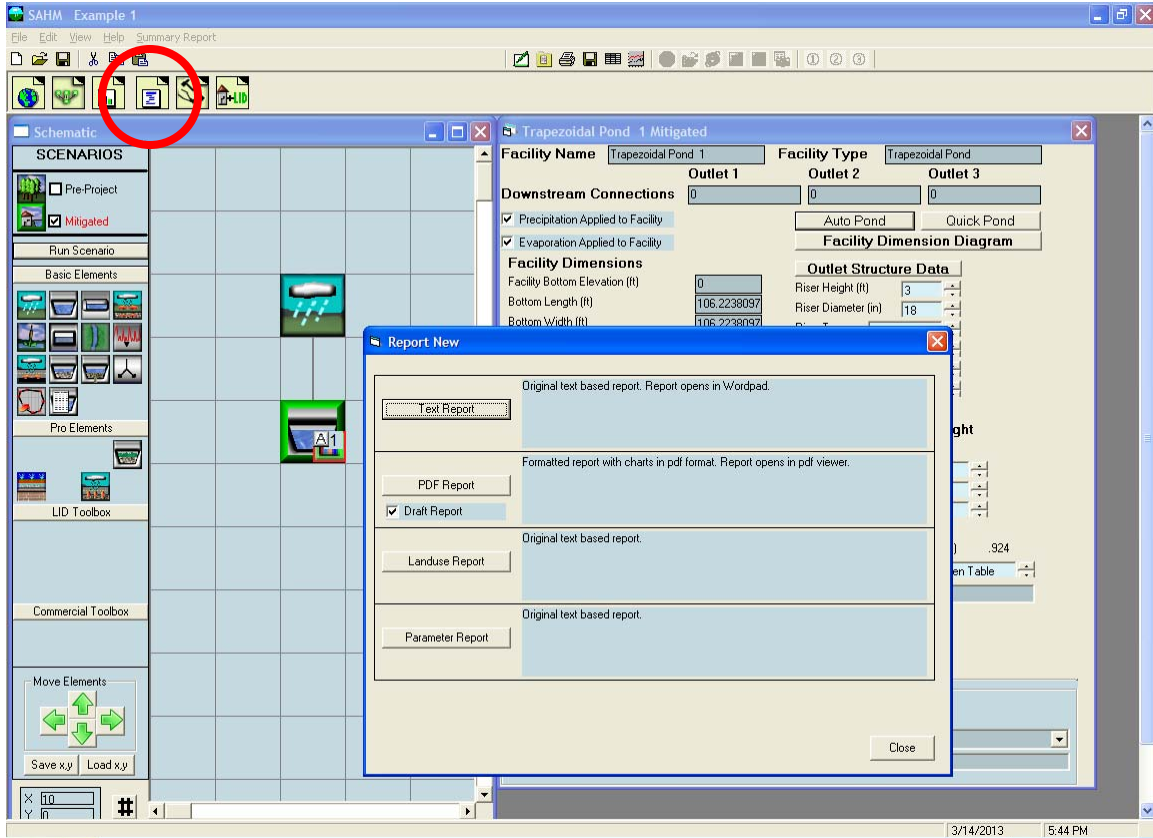 SAHM Example 1
File Edit View Help Summary Report
+LID
Schematic
SCENARIOS
Pre-Project
Mitigated
Run Scenario
Basic Elements
Pro Elements
LID Toolbox
Commercial Toolbox
Move Elements
Save x,y Load x,y
X 10
Y 0
#
A 1
Trapezoidal Pond 1 Mitigated
Facility Name Trapezoidal Pond 1 Facility Type Trapezoidal Pond
Outlet 1 Outlet 2 Outlet 3
Downstream Connections 0 0 0
Precipitation Applied to Facility Auto Pond Quick Pond
Evaporation Applied to Facility Facility Dimension Diagram
Facility Dimensions Outlet Structure Data
Facility Bottom Elevation (ft) 0 Riser Height (ft) 3
Bottom Length (ft) 106.2238097 Riser Diameter (in) 18
Bottom Width (ft) 106.2238097
ght
) .924
en Table
Report New
Text Report Original text based report. Report opens in Wordpad.
PDF Report Formatted report with charts in pdf format. Report opens in pdf viewer.
Draft Report
Landuse Report Original text based report.
Parameter Report Original text based report.
Close
3/14/2013 5:44 PM